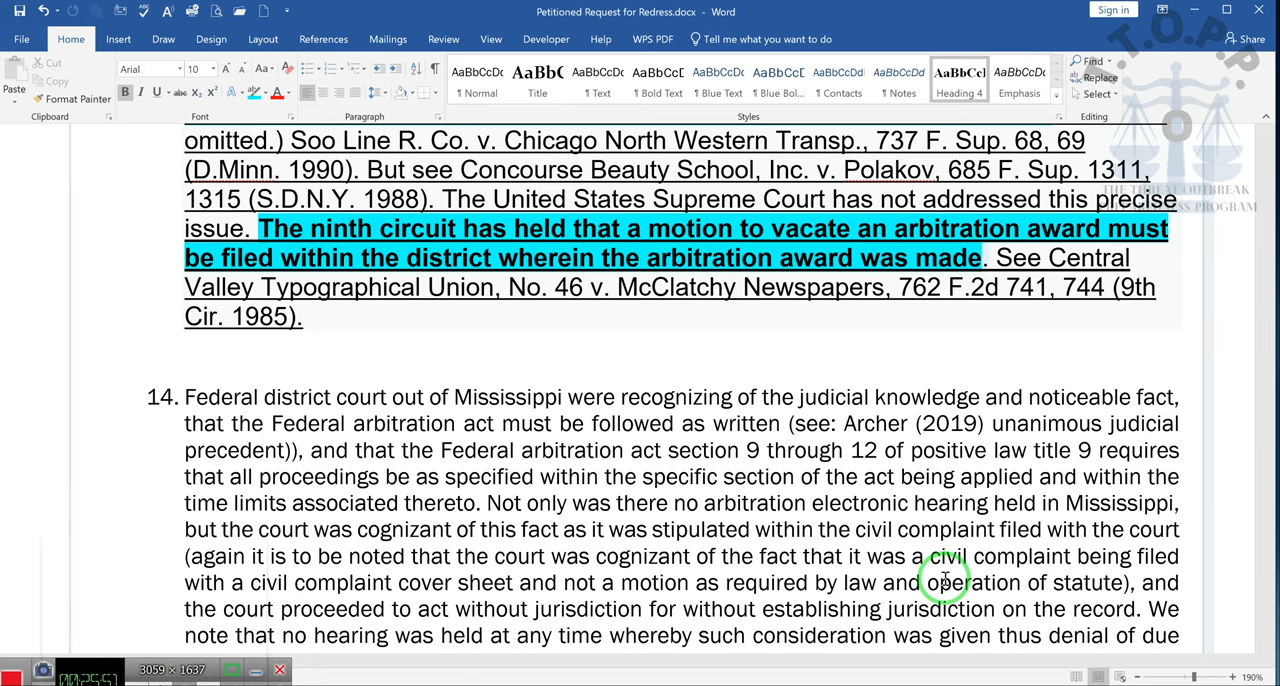 Petitioned Request for Redress.docx - Word
Sign in
File Home Insert Draw Design Layout References Mailings Review View Developer Help WPS PDF Tell me what you want to do Share
Paste
Cut
Copy
Format Painter
Clipboard
Arial 10
Font
Paragraph
AaBbCcDc AaBbC AaBbCcDc AaBbCcD AaBbCcDd AaBbCcD AaBbCcDd AaBbCcDd AaBbCcl AaBbCcDc
¶ Normal Title ¶ Text ¶ Bold Text ¶ Blue Text ¶ Blue Bol... ¶ Contacts ¶ Notes Heading 4 Emphasis
Styles
Find
Replace
Select
Editing
T.O.P.P.
THE THREAT OUTBREAK
omitted.) Soo Line R. Co. v. Chicago North Western Transp., 737 F. Sup. 68, 69
(D.Minn. 1990). But see Concourse Beauty School, Inc. v. Polakov, 685 F. Sup. 1311,
1315 (S.D.N.Y. 1988). The United States Supreme Court has not addressed this precise
issue. The ninth circuit has held that a motion to vacate an arbitration award must
be filed within the district wherein the arbitration award was made. See Central
Valley Typographical Union, No. 46 v. McClatchy Newspapers, 762 F.2d 741, 744 (9th
Cir. 1985).
14. Federal district court out of Mississippi were recognizing of the judicial knowledge and noticeable fact,
that the Federal arbitration act must be followed as written (see: Archer (2019) unanimous judicial
precedent)), and that the Federal arbitration act section 9 through 12 of positive law title 9 requires
that all proceedings be as specified within the specific section of the act being applied and within the
time limits associated thereto. Not only was there no arbitration electronic hearing held in Mississippi,
but the court was cognizant of this fact as it was stipulated within the civil complaint filed with the court
(again it is to be noted that the court was cognizant of the fact that it was a civil complaint being filed
with a civil complaint cover sheet and not a motion as required by law and operation of statute), and
the court proceeded to act without jurisdiction for without establishing jurisdiction on the record. We
note that no hearing was held at any time whereby such consideration was given thus denial of due
3059 × 1637
190%